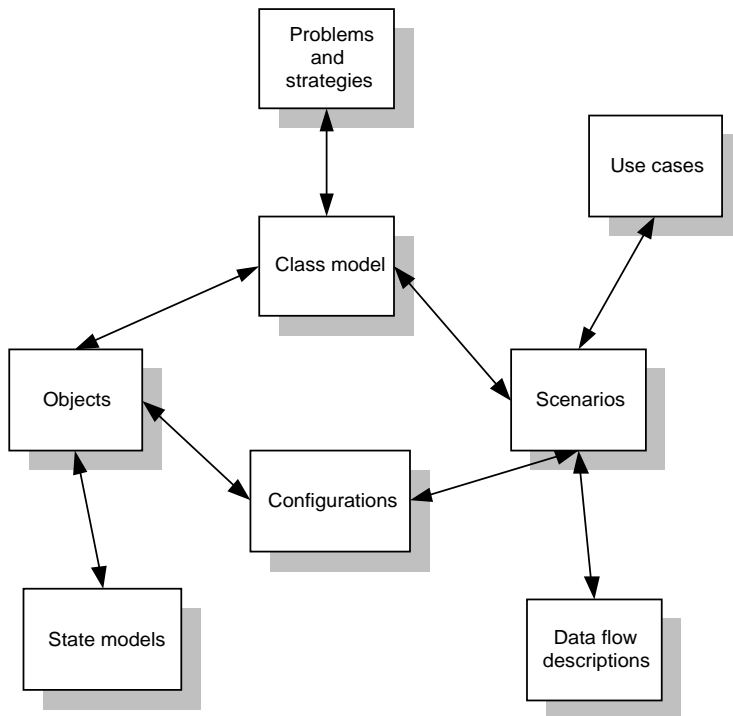 Problems
and
strategies
Use cases
Class model
Objects
Scenarios
Configurations
State models
Data flow
descriptions